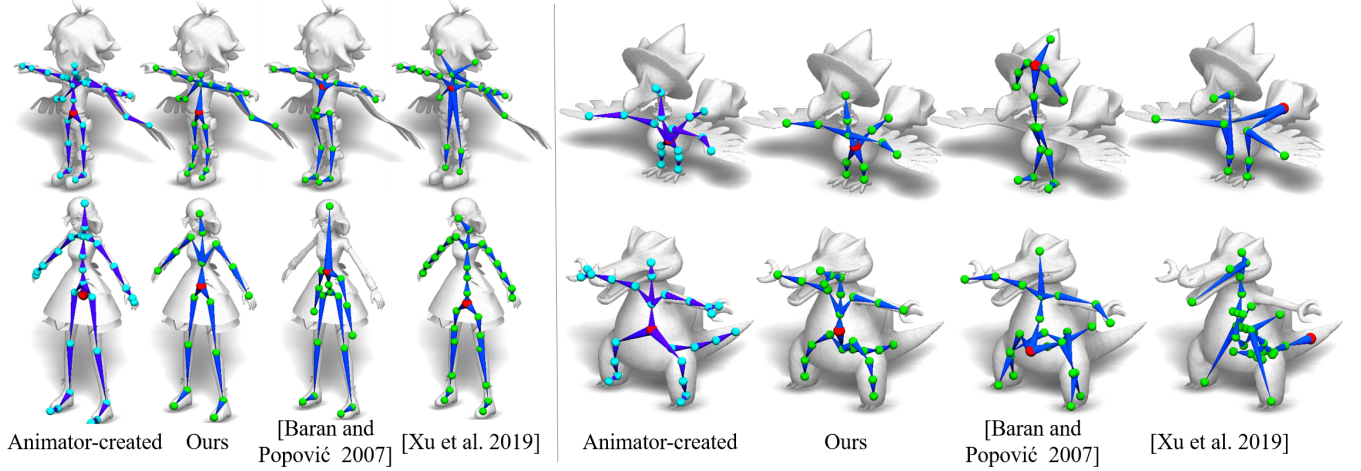 Animator-created
Ours
[Baran and
Popović 2007]
[Xu et al. 2019]
Animator-created
Ours
[Baran and
Popović 2007]
[Xu et al. 2019]